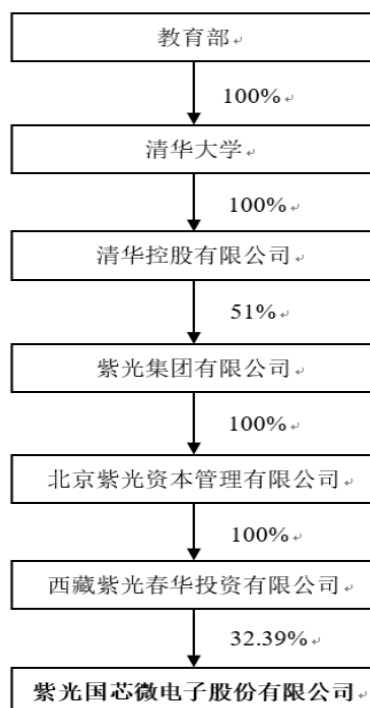 教育部
100%
清华大学
100%
清华控股有限公司
51%
紫光集团有限公司
100%
北京紫光资本管理有限公司
100%
西藏紫光春华投资有限公司
32.39%
紫光国芯微电子股份有限公司